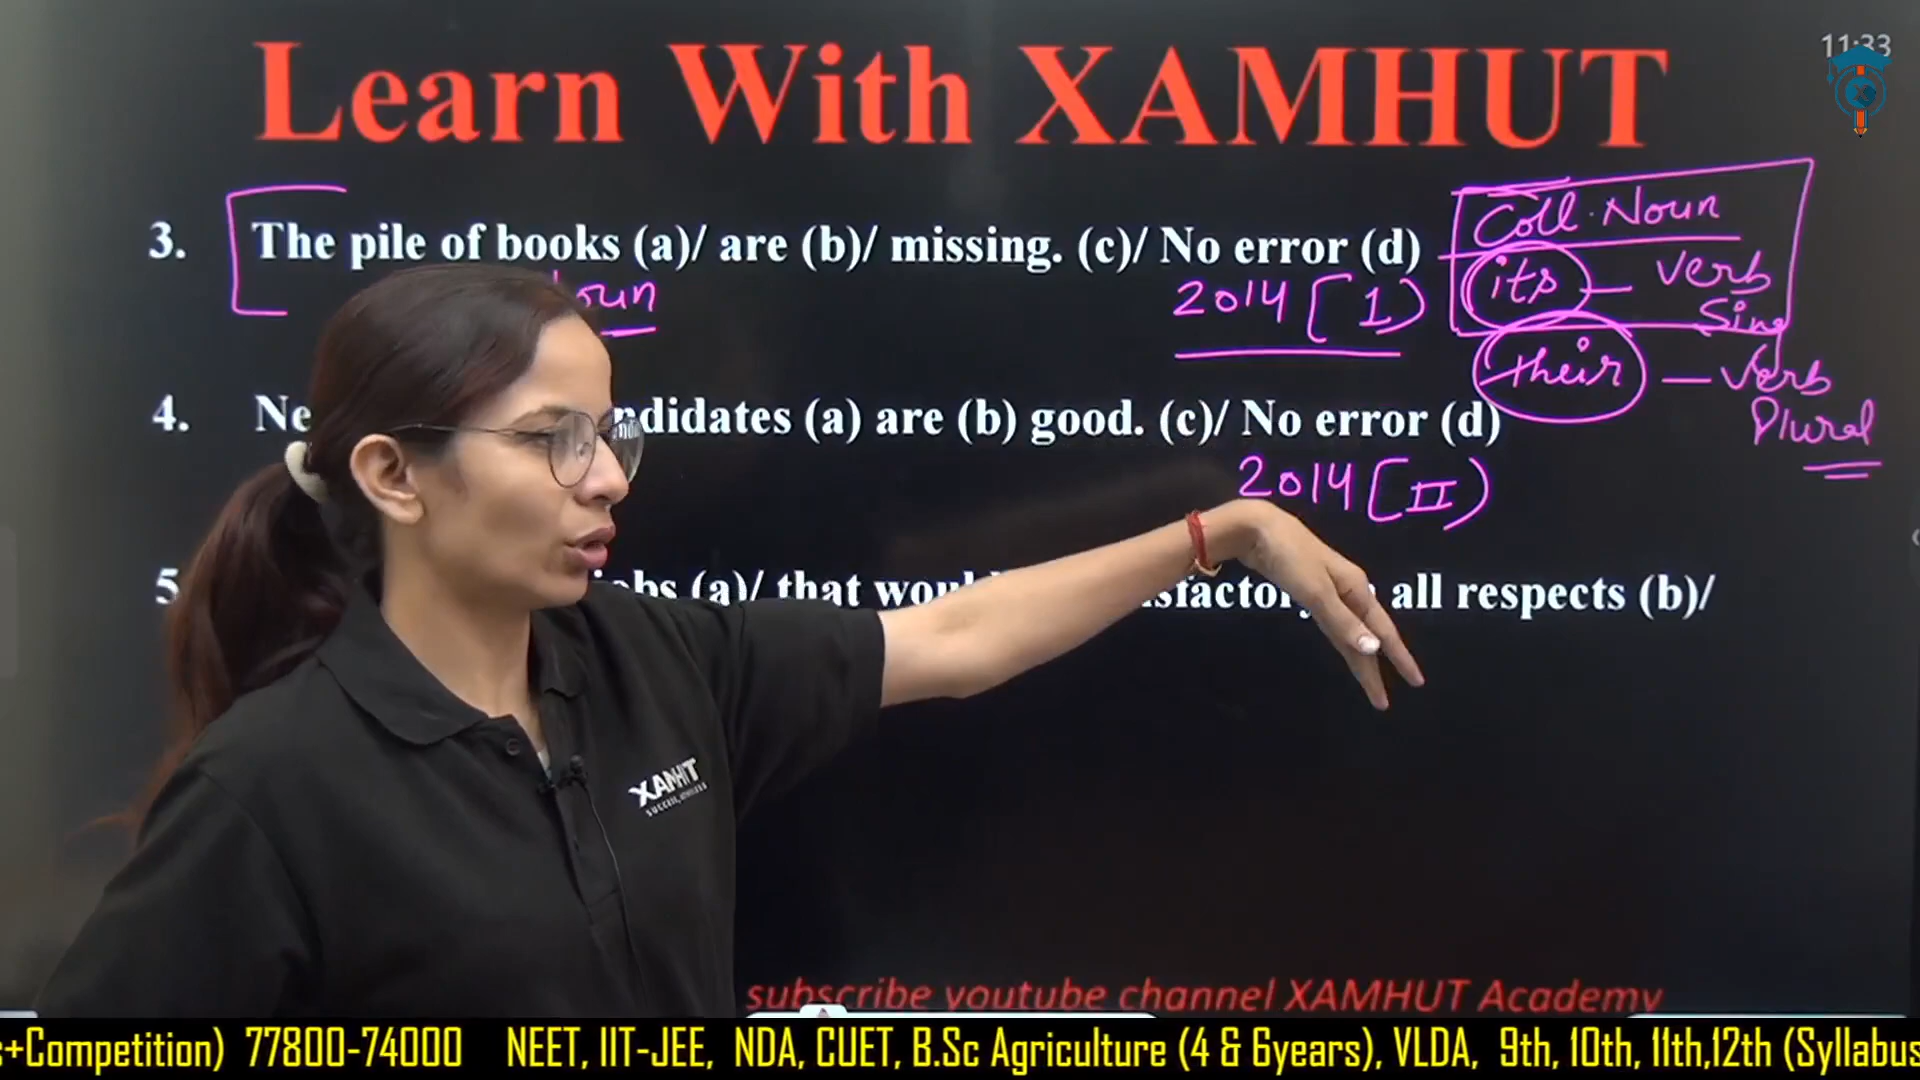 11:33
Learn With XAMHUT
3. The pile of books (a)/ are (b)/ missing. (c)/ No error (d)
Coll. Noun
its — verb
Sing
2014 [I)
their — verb
Plural
4. Ne ndidates (a) are (b) good. (c)/ No error (d)
2014 [II)
5 (a)/ that all respects (b)/
XAMHUT
subscribe youtube channel XAMHUT Academy
+Competition) 77800-74000 NEET, IIT-JEE, NDA, CUET, B.Sc Agriculture (4 & 6years), VLDA, 9th, 10th, 11th,12th (Syllabus